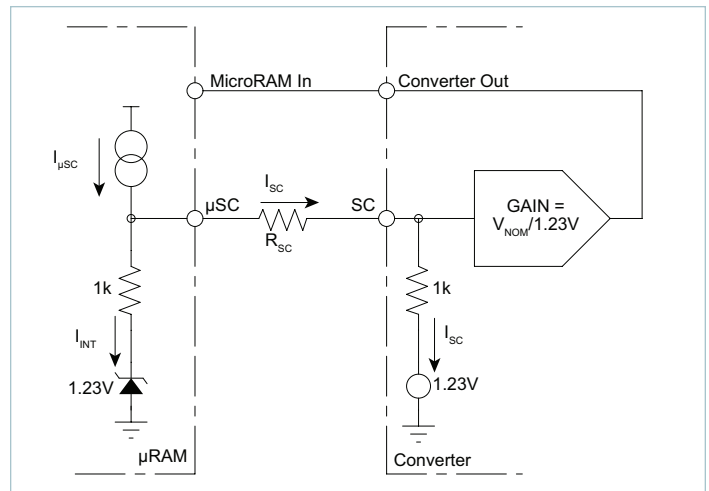 MicroRAM In
Converter Out
IµSC
ISC
µSC
SC
RSC
GAIN =
VNOM/1.23V
1k
1k
IINT
ISC
1.23V
1.23V
µRAM
Converter